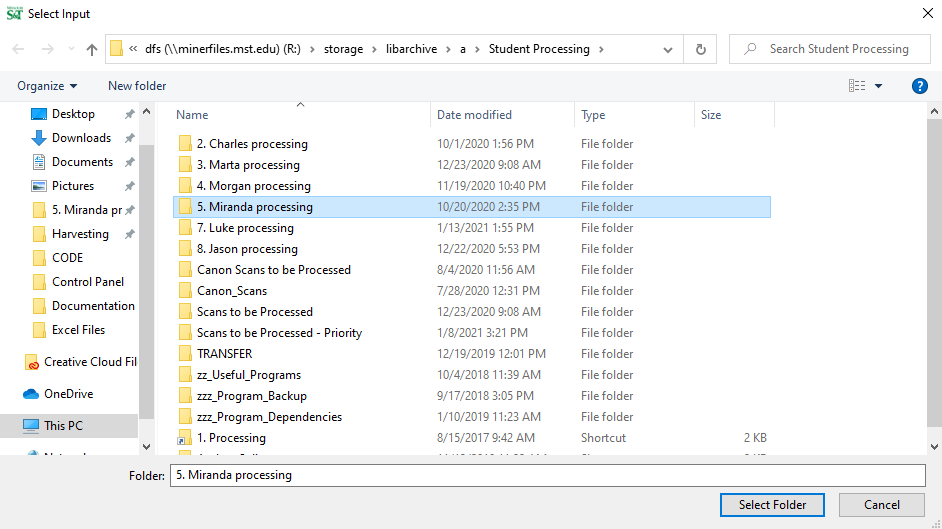 S&T Select Input
« dfs (\\minerfiles.mst.edu) (R:) › storage › libarchive › a › Student Processing ›
Search Student Processing
Organize
New folder
Desktop
Downloads
Documents
Pictures
5. Miranda pr
Harvesting
CODE
Control Panel
Documentation
Excel Files
Creative Cloud Fil
OneDrive
This PC
Name Date modified Type Size
2. Charles processing 10/1/2020 1:56 PM File folder
3. Marta processing 12/23/2020 9:08 AM File folder
4. Morgan processing 11/19/2020 10:40 PM File folder
5. Miranda processing 10/20/2020 2:35 PM File folder
7. Luke processing 1/13/2021 1:55 PM File folder
8. Jason processing 12/22/2020 5:53 PM File folder
Canon Scans to be Processed 8/4/2020 11:56 AM File folder
Canon_Scans 7/28/2020 12:31 PM File folder
Scans to be Processed 12/23/2020 9:08 AM File folder
Scans to be Processed - Priority 1/8/2021 3:21 PM File folder
TRANSFER 12/19/2019 12:01 PM File folder
zz_Useful_Programs 10/4/2018 11:39 AM File folder
zzz_Program_Backup 9/17/2018 3:05 PM File folder
zzz_Program_Dependencies 1/10/2019 11:23 AM File folder
1. Processing 8/15/2017 9:42 AM Shortcut 2 KB
Folder: 5. Miranda processing
Select Folder
Cancel